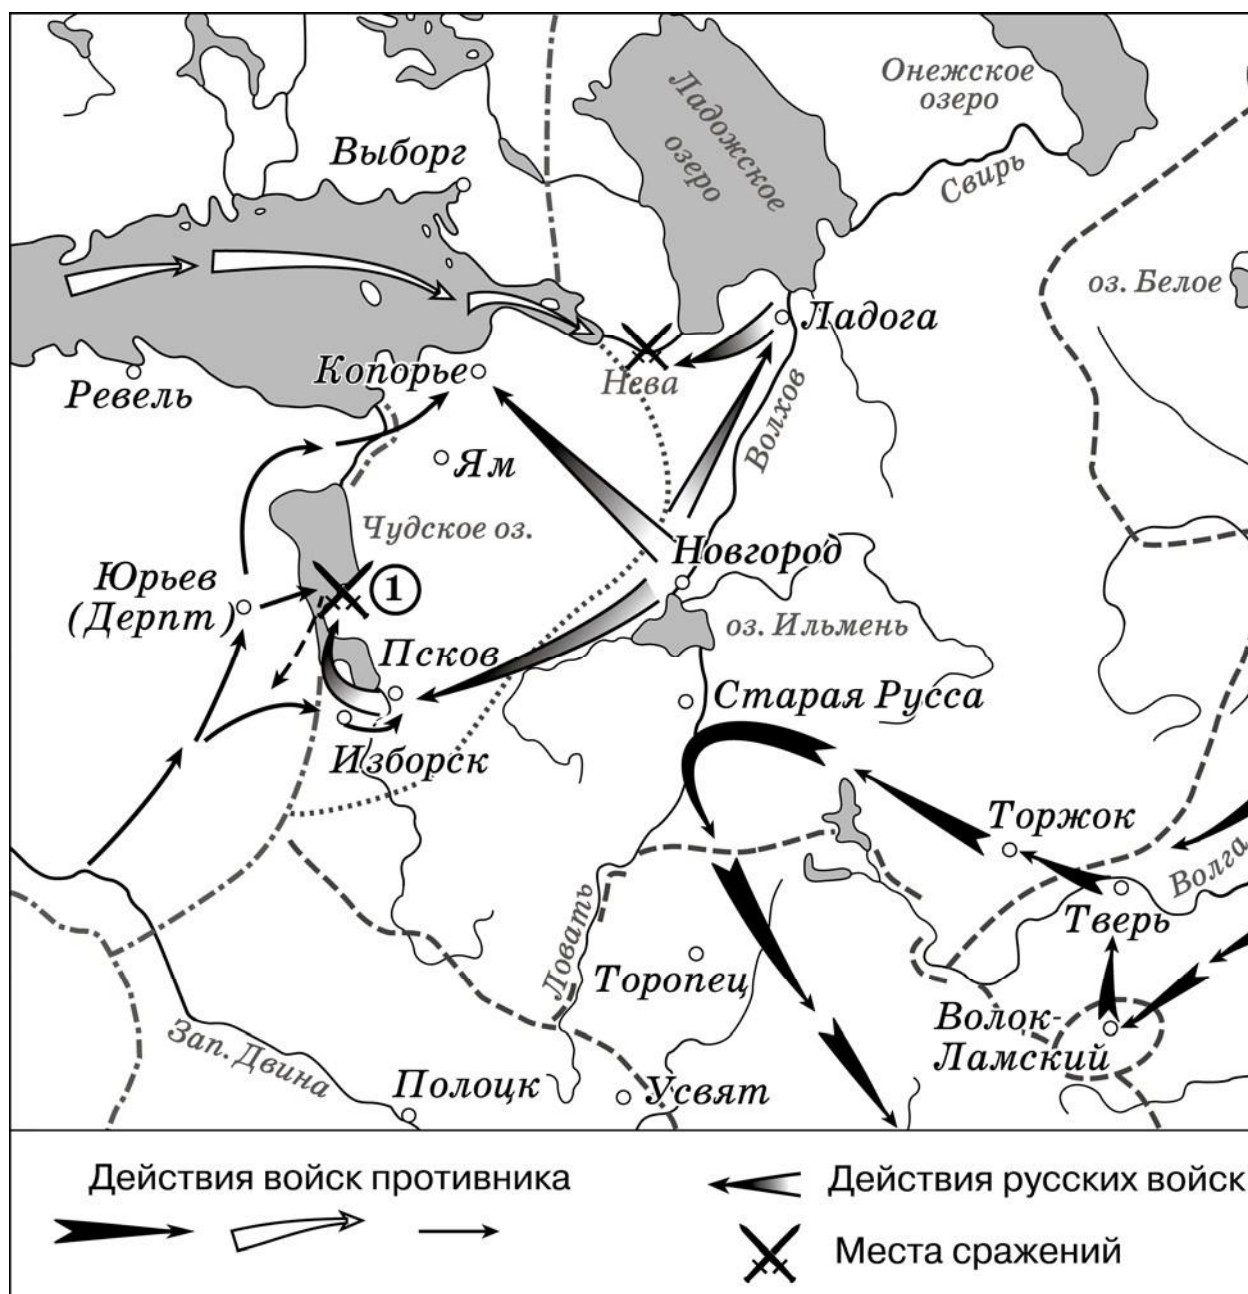 Онежское
озеро
Ладожское
озеро
Выборг
Свирь
оз. Белое
Ладога
Копорье
Нева
Ревель
Волхов
Ям
Чудское оз.
Новгород
Юрьев
(Дерпт)
1
оз. Ильмень
Псков
Старая Русса
Изборск
Торжок
Волга
Тверь
Ловать
Торопец
Волок-
Ламский
Зап. Двина
Полоцк
Усвят
Действия войск противника
Действия русских войск
Места сражений